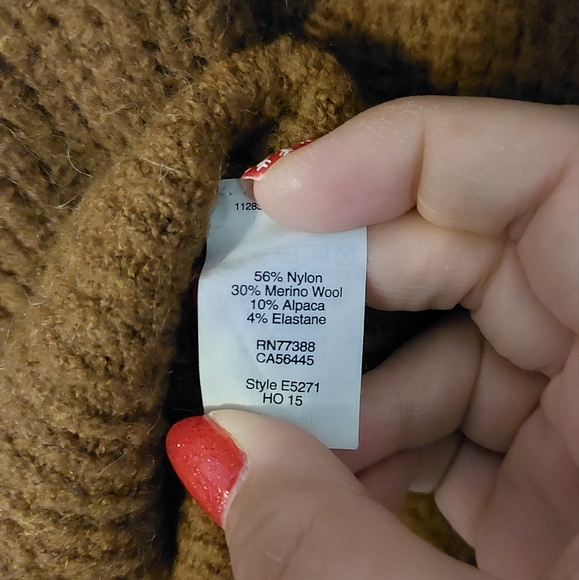 56% Nylon
30% Merino Wool
10% Alpaca
4% Elastane
RN77388
CA56445
Style E5271
HO 15